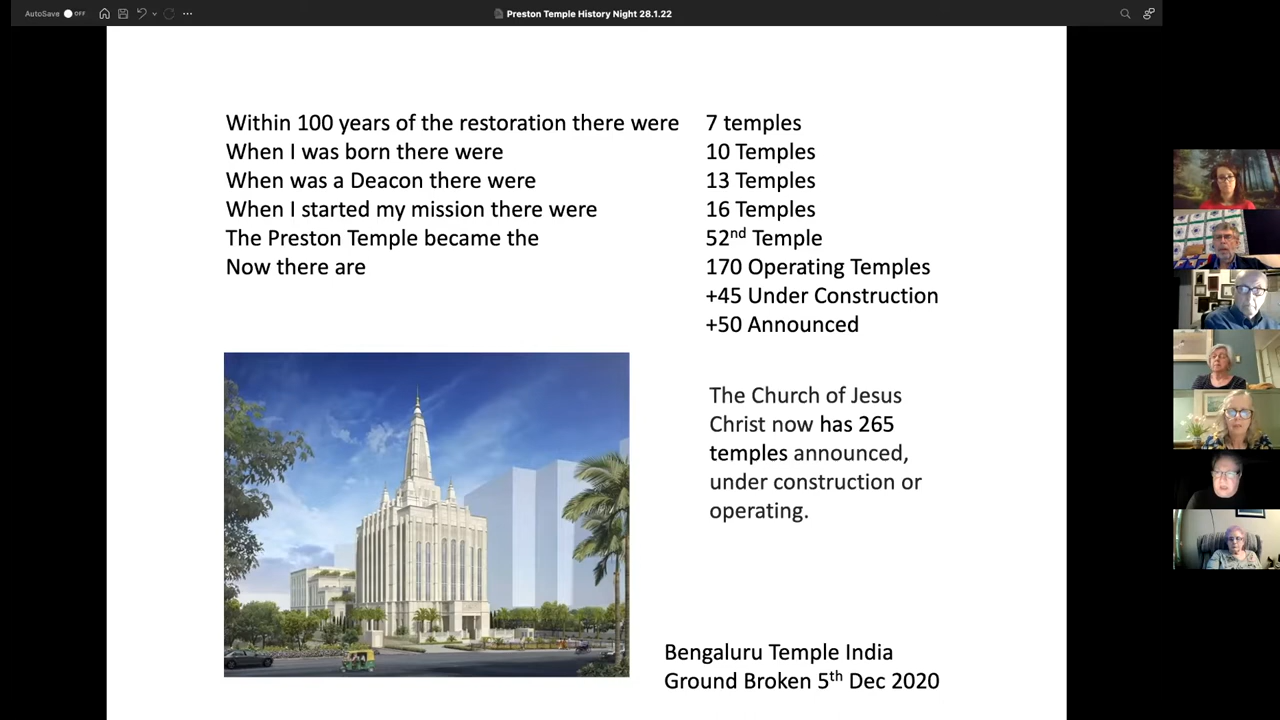 AutoSave OFF
Preston Temple History Night 28.1.22
Within 100 years of the restoration there were 7 temples
When I was born there were 10 Temples
When was a Deacon there were 13 Temples
When I started my mission there were 16 Temples
The Preston Temple became the 52nd Temple
Now there are 170 Operating Temples
+45 Under Construction
+50 Announced
The Church of Jesus
Christ now has 265
temples announced,
under construction or
operating.
Bengaluru Temple India
Ground Broken 5th Dec 2020